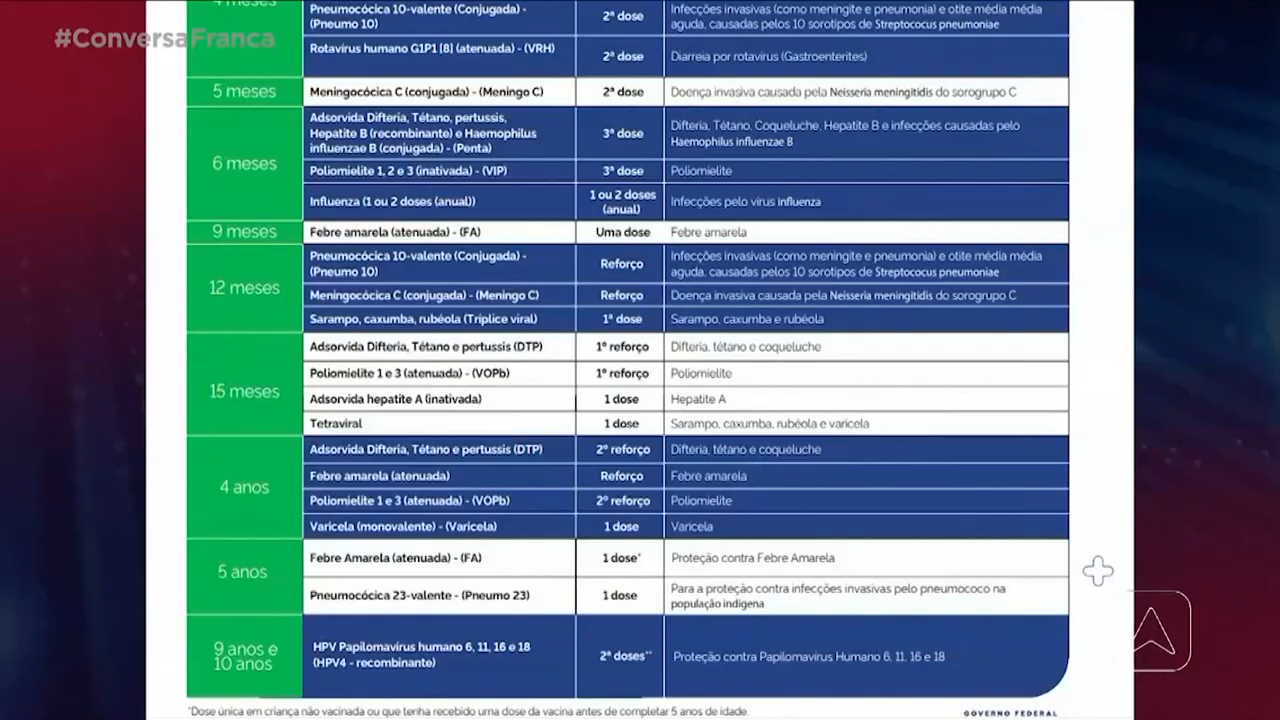 #ConversaFranca
4 meses
Pneumocócica 10-valente (Conjugada) -
(Pneumo 10)
2ª dose
Infecções invasivas (como meningite e pneumonia) e otite média média
aguda, causadas pelos 10 sorotipos de Streptococus pneumoniae
Rotavírus humano G1P1 [8] (atenuada) - (VRH)
2ª dose
Diarreia por rotavírus (Gastroenterites)
5 meses
Meningocócica C (conjugada) - (Meningo C)
2ª dose
Doença invasiva causada pela Neisseria meningitidis do sorogrupo C
6 meses
Adsorvida Difteria, Tétano, pertussis,
Hepatite B (recombinante) e Haemophilus
influenzae B (conjugada) - (Penta)
3ª dose
Difteria, Tétano, Coqueluche, Hepatite B e infecções causadas pelo
Haemophilus influenzae B
Poliomielite 1, 2 e 3 (inativada) - (VIP)
3ª dose
Poliomielite
Influenza (1 ou 2 doses (anual))
1 ou 2 doses
(anual)
Infecções pelo vírus influenza
9 meses
Febre amarela (atenuada) - (FA)
Uma dose
Febre amarela
12 meses
Pneumocócica 10-valente (Conjugada) -
(Pneumo 10)
Reforço
Infecções invasivas (como meningite e pneumonia) e otite média média
aguda, causadas pelos 10 sorotipos de Streptococus pneumoniae
Meningocócica C (conjugada) - (Meningo C)
Reforço
Doença invasiva causada pela Neisseria meningitidis do sorogrupo C
Sarampo, caxumba, rubéola (Tríplice viral)
1ª dose
Sarampo, caxumba e rubéola
15 meses
Adsorvida Difteria, Tétano e pertussis (DTP)
1º reforço
Difteria, tétano e coqueluche
Poliomielite 1 e 3 (atenuada) - (VOPb)
1º reforço
Poliomielite
Adsorvida hepatite A (inativada)
1 dose
Hepatite A
Tetraviral
1 dose
Sarampo, caxumba, rubéola e varicela
4 anos
Adsorvida Difteria, Tétano e pertussis (DTP)
2º reforço
Difteria, tétano e coqueluche
Febre amarela (atenuada)
Reforço
Febre amarela
Poliomielite 1 e 3 (atenuada) - (VOPb)
2º reforço
Poliomielite
Varicela (monovalente) - (Varicela)
1 dose
Varicela
5 anos
Febre Amarela (atenuada) - (FA)
1 dose*
Proteção contra Febre Amarela
Pneumocócica 23-valente - (Pneumo 23)
1 dose
Para a proteção contra infecções invasivas pelo pneumococo na
população indígena
9 anos e
10 anos
HPV Papilomavírus humano 6, 11, 16 e 18
(HPV4 - recombinante)
2ª doses**
Proteção contra Papilomavírus Humano 6, 11, 16 e 18
*Dose única em criança não vacinada ou que tenha recebido uma dose da vacina antes de completar 5 anos de idade.
GOVERNO FEDERAL